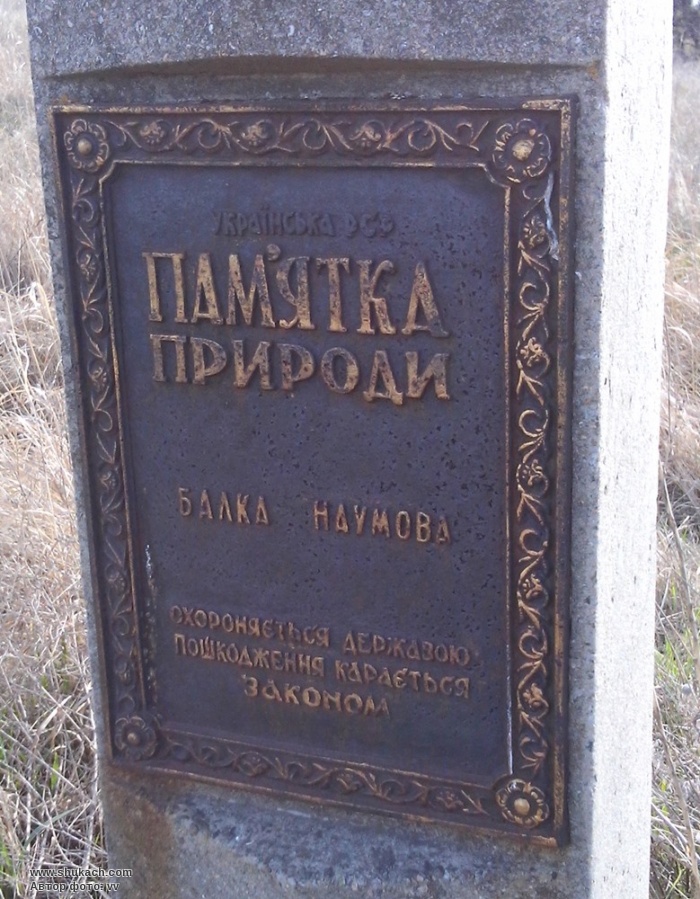 УКРАЇНСЬКА РСР
ПАМ'ЯТКА
ПРИРОДИ
БАЛКА НАУМОВА
ОХОРОНЯЄТЬСЯ ДЕРЖАВОЮ
ПОШКОДЖЕННЯ КАРАЄТЬСЯ
ЗАКОНОМ
www.shukach.com
Автор фото-vv